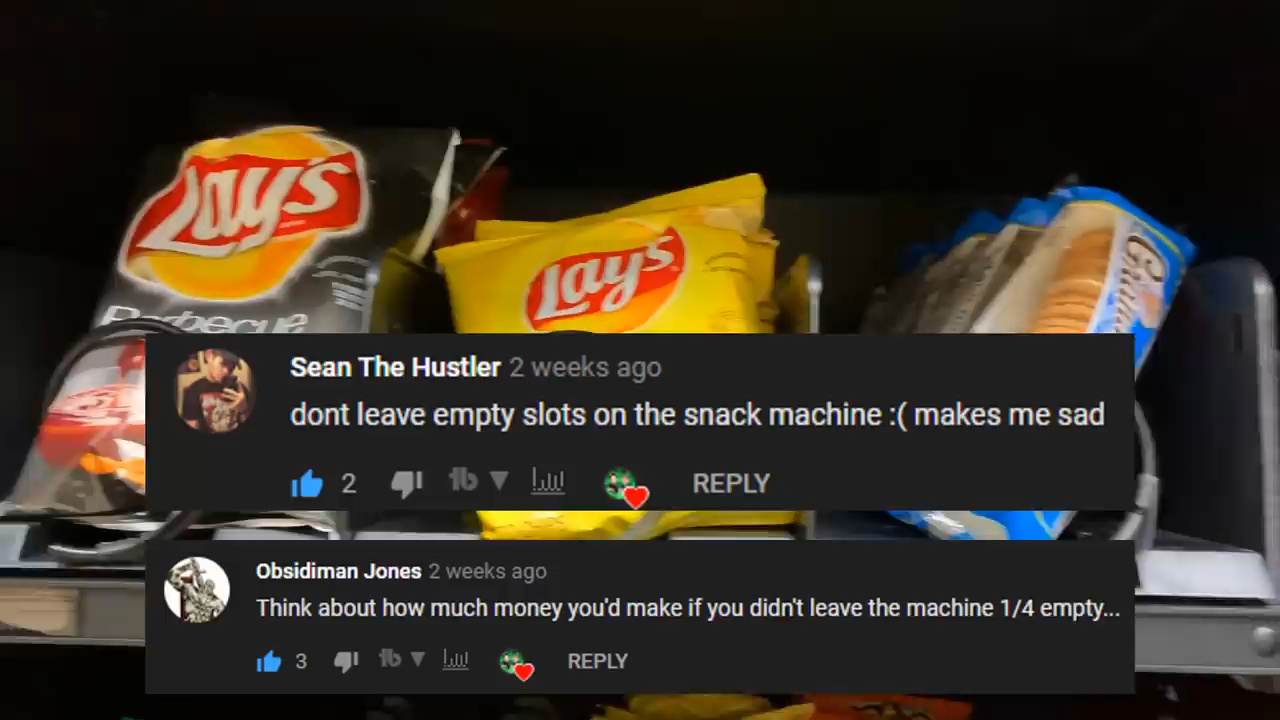 Lay's
Barbecue
Lay's
Sean The Hustler 2 weeks ago
dont leave empty slots on the snack machine :( makes me sad
2
REPLY
Obsidiman Jones 2 weeks ago
Think about how much money you'd make if you didn't leave the machine 1/4 empty...
3
REPLY